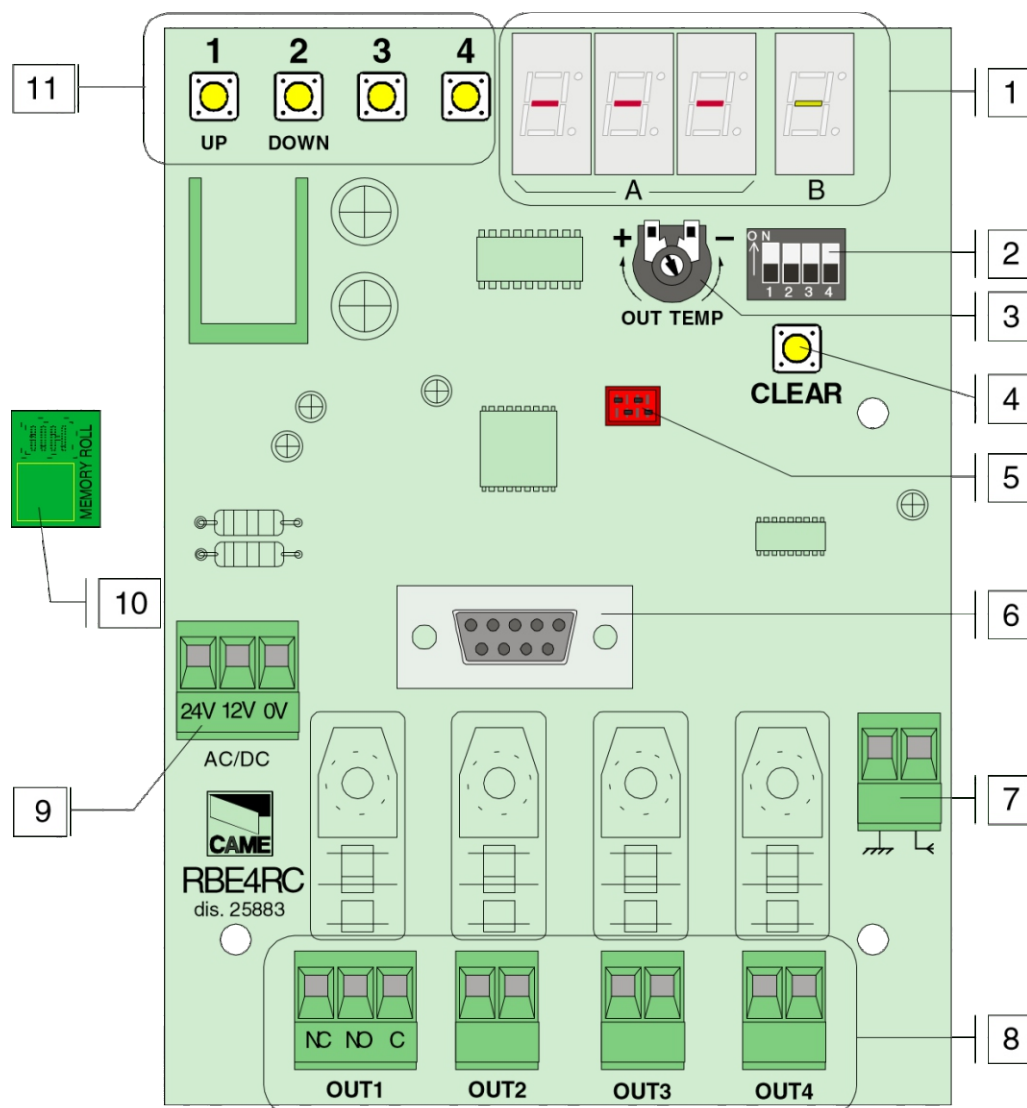 1 2 3 4
11
1
UP DOWN
A B
+ −
ON
1 2 3 4
2
OUT TEMP
3
CLEAR
4
MEMORY ROLL
5
10
6
24V 12V 0V
AC/DC
9
7
CAME
RBE4RC
dis. 25883
NC NO C
8
OUT1 OUT2 OUT3 OUT4